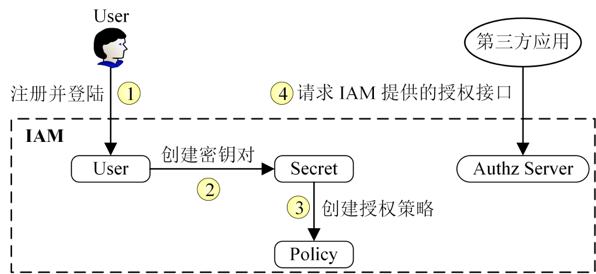 User
第三方应用
注册并登陆 1
4 请求 IAM 提供的授权接口
IAM
User
创建密钥对
2
Secret
Authz Server
3 创建授权策略
Policy